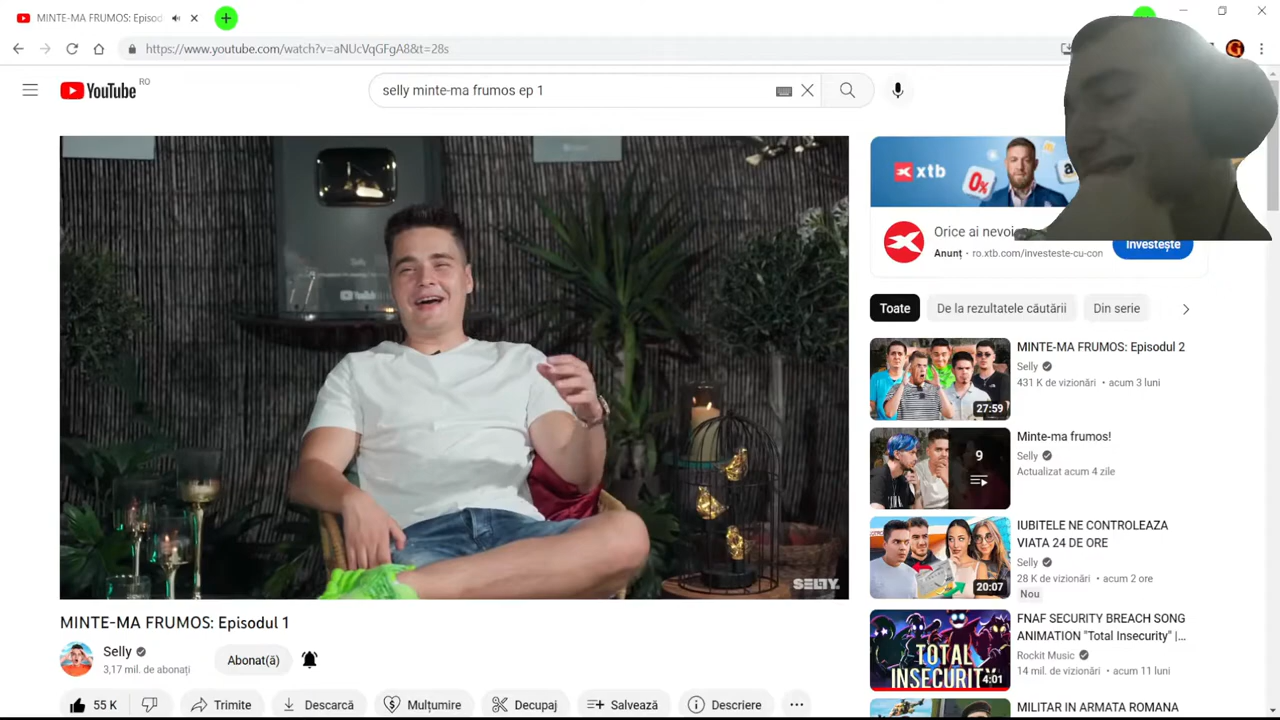 MINTE-MA FRUMOS: Episod
https://www.youtube.com/watch?v=aNUcVqGFgA8&t=28s
YouTube RO
selly minte-ma frumos ep 1
YouTube
SELTY.
MINTE-MA FRUMOS: Episodul 1
Selly
3,17 mil. de abonați
Abonat(ă)
55 K
Trimite
Descarcă
Mulțumire
Decupaj
Salvează
Descriere
xtb
0%
a
Orice ai nevoi
Anunț · ro.xtb.com/investeste-cu-con
Investește
Toate
De la rezultatele căutării
Din serie
MINTE-MA FRUMOS: Episodul 2
Selly
431 K de vizionări • acum 3 luni
27:59
Minte-ma frumos!
Selly
Actualizat acum 4 zile
9
IUBITELE NE CONTROLEAZA
VIATA 24 DE ORE
Selly
28 K de vizionări • acum 2 ore
Nou
20:07
FNAF SECURITY BREACH SONG
ANIMATION "Total Insecurity" |...
Rockit Music
14 mil. de vizionări • acum 11 luni
TOTAL
INSECURITY
4:01
MILITAR IN ARMATA ROMANA